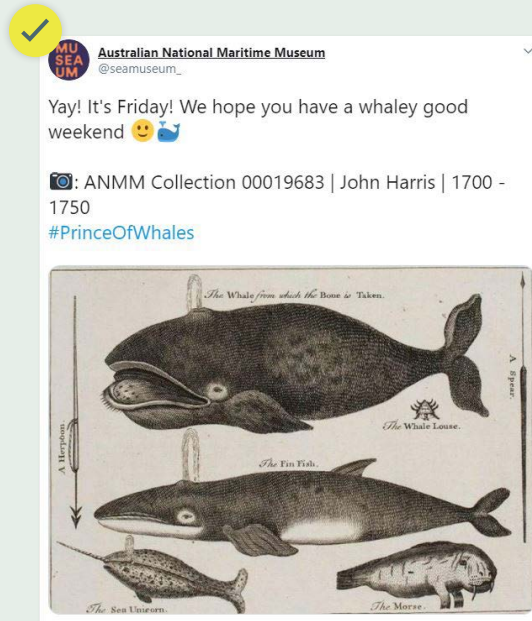 MU
SEA
UM
Australian National Maritime Museum
@seamuseum_
Yay! It's Friday! We hope you have a whaley good
weekend 🙂🐳
📷: ANMM Collection 00019683 | John Harris | 1700 -
1750
#PrinceOfWhales
The Whale from which the Bone is Taken.
A Spear.
The Whale Louse.
A Herpoon.
The Fin Fish.
The Sea Unicorn.
The Morse.